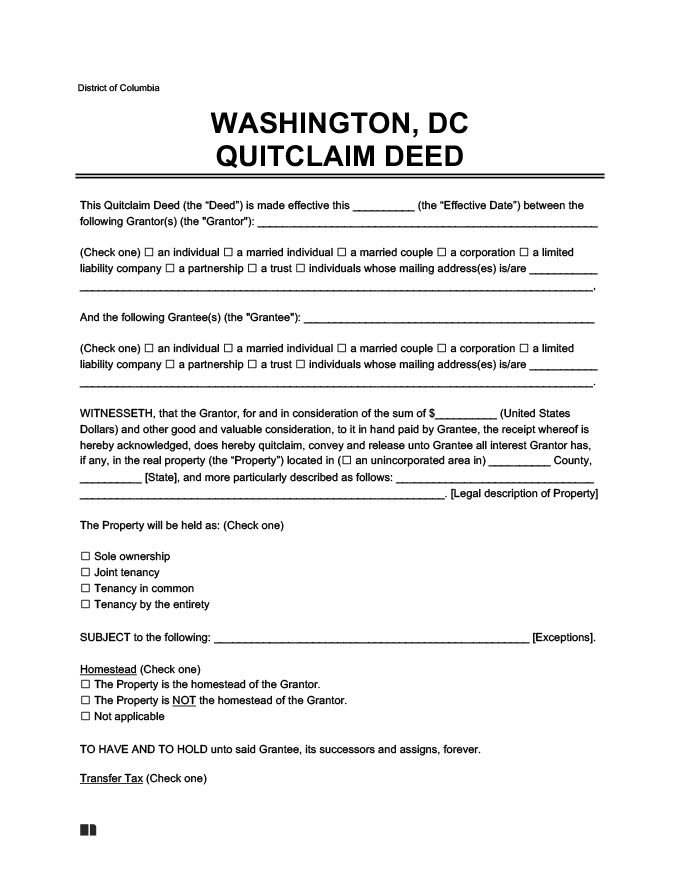 District of Columbia
WASHINGTON, DC
QUITCLAIM DEED
This Quitclaim Deed (the “Deed”) is made effective this __________ (the “Effective Date”) between the
following Grantor(s) (the "Grantor"): ________________________________________________________
(Check one) ☐ an individual ☐ a married individual ☐ a married couple ☐ a corporation ☐ a limited
liability company ☐ a partnership ☐ a trust ☐ individuals whose mailing address(es) is/are ___________
____________________________________________________________________________________,
And the following Grantee(s) (the "Grantee"): ________________________________________________
(Check one) ☐ an individual ☐ a married individual ☐ a married couple ☐ a corporation ☐ a limited
liability company ☐ a partnership ☐ a trust ☐ individuals whose mailing address(es) is/are ___________
____________________________________________________________________________________.
WITNESSETH, that the Grantor, for and in consideration of the sum of $__________ (United States
Dollars) and other good and valuable consideration, to it in hand paid by Grantee, the receipt whereof is
hereby acknowledged, does hereby quitclaim, convey and release unto Grantee all interest Grantor has,
if any, in the real property (the “Property”) located in (☐ an unincorporated area in) __________ County,
__________ [State], and more particularly described as follows: ________________________________
____________________________________________________________. [Legal description of Property]
The Property will be held as: (Check one)
☐ Sole ownership
☐ Joint tenancy
☐ Tenancy in common
☐ Tenancy by the entirety
SUBJECT to the following: ____________________________________________________ [Exceptions].
Homestead (Check one)
☐ The Property is the homestead of the Grantor.
☐ The Property is NOT the homestead of the Grantor.
☐ Not applicable
TO HAVE AND TO HOLD unto said Grantee, its successors and assigns, forever.
Transfer Tax (Check one)